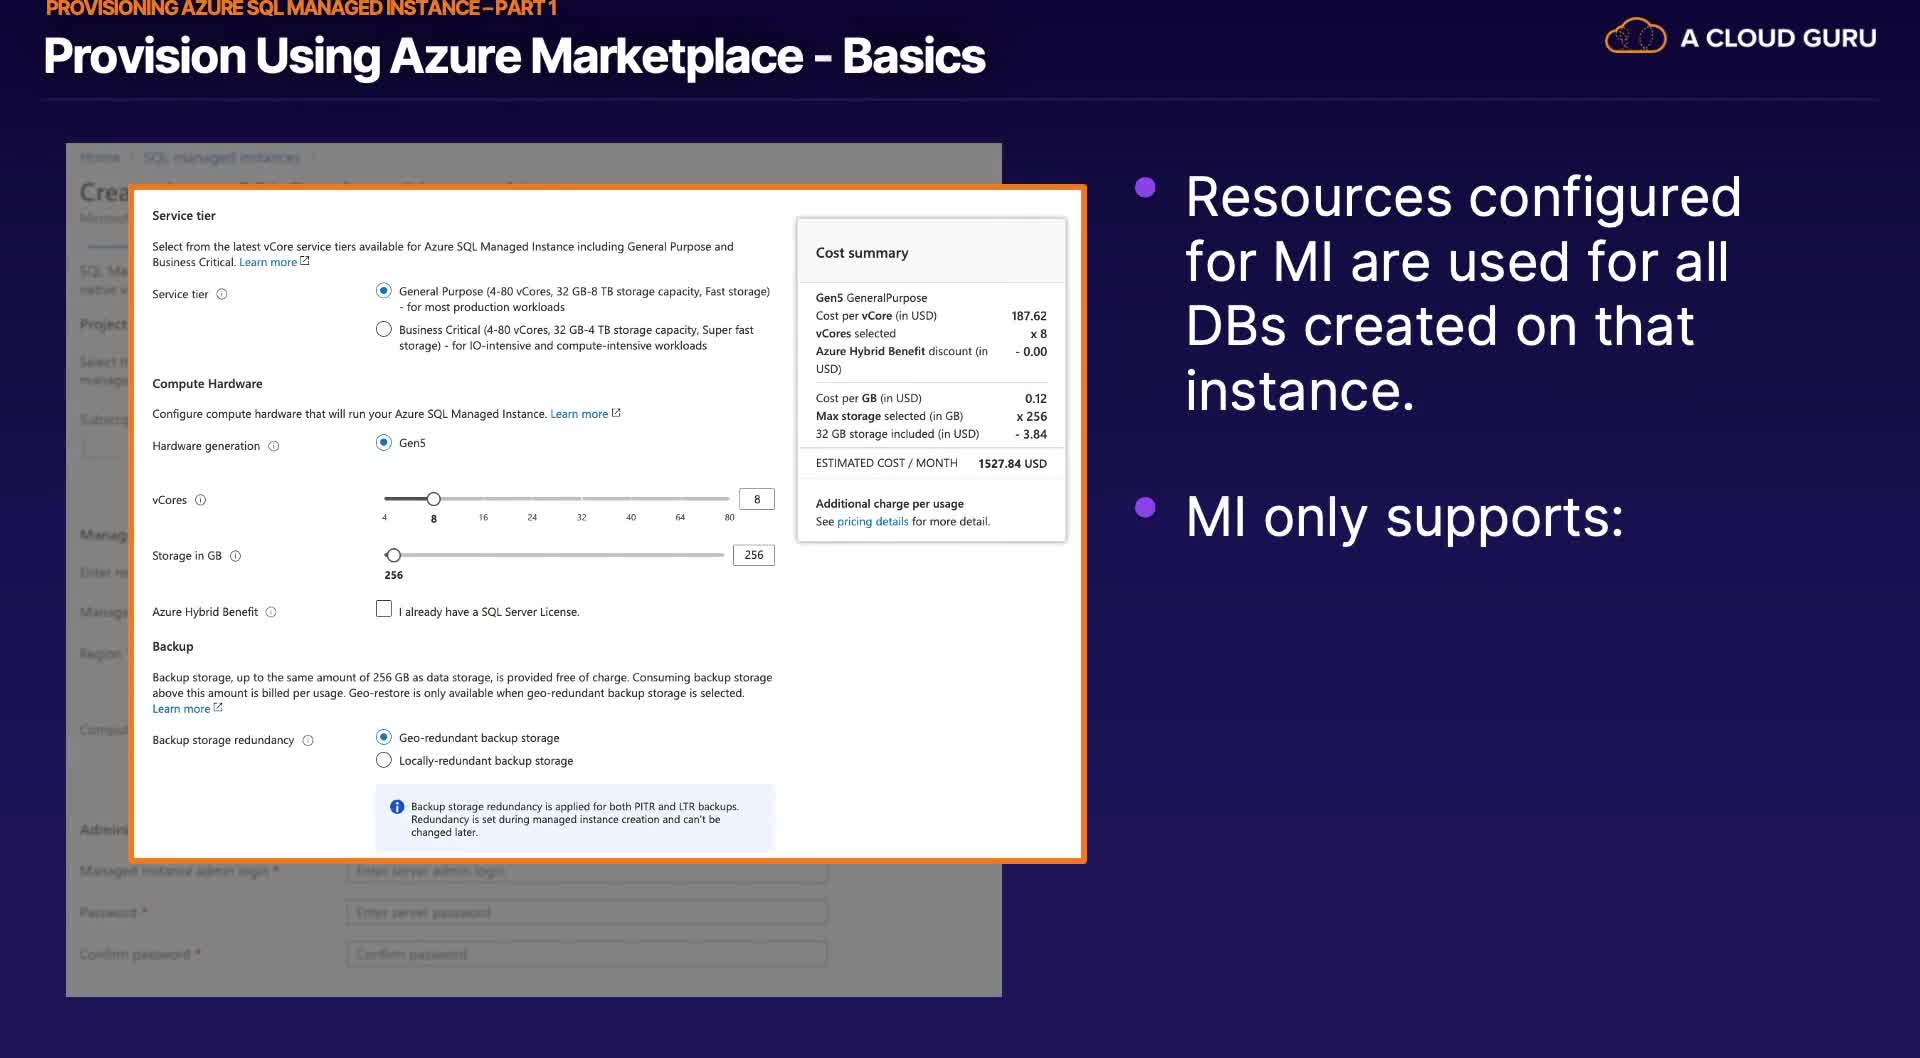 PROVISIONING AZURE SQL MANAGED INSTANCE – PART 1
Provision Using Azure Marketplace - Basics
A CLOUD GURU
Home
SQL managed instances
Crea
Service tier
Select from the latest vCore service tiers available for Azure SQL Managed Instance including General Purpose and
Business Critical. Learn more
Service tier
General Purpose (4-80 vCores, 32 GB-8 TB storage capacity, Fast storage)
- for most production workloads
Business Critical (4-80 vCores, 32 GB-4 TB storage capacity, Super fast
storage) - for IO-intensive and compute-intensive workloads
Compute Hardware
Configure compute hardware that will run your Azure SQL Managed Instance. Learn more
Hardware generation
Gen5
vCores
8
4 8 16 24 32 40 64 80
Storage in GB
256
256
Azure Hybrid Benefit
I already have a SQL Server License.
Backup
Backup storage, up to the same amount of 256 GB as data storage, is provided free of charge. Consuming backup storage
above this amount is billed per usage. Geo-restore is only available when geo-redundant backup storage is selected.
Learn more
Backup storage redundancy
Geo-redundant backup storage
Locally-redundant backup storage
Backup storage redundancy is applied for both PITR and LTR backups.
Redundancy is set during managed instance creation and can't be
changed later.
Cost summary
Gen5 GeneralPurpose
Cost per vCore (in USD) 187.62
vCores selected x 8
Azure Hybrid Benefit discount (in - 0.00
USD)
Cost per GB (in USD) 0.12
Max storage selected (in GB) x 256
32 GB storage included (in USD) - 3.84
ESTIMATED COST / MONTH 1527.84 USD
Additional charge per usage
See pricing details for more detail.
Managed instance admin login *
Enter server admin login
Password *
Enter server password
Confirm password *
Confirm password
Resources configured
for MI are used for all
DBs created on that
instance.
MI only supports: